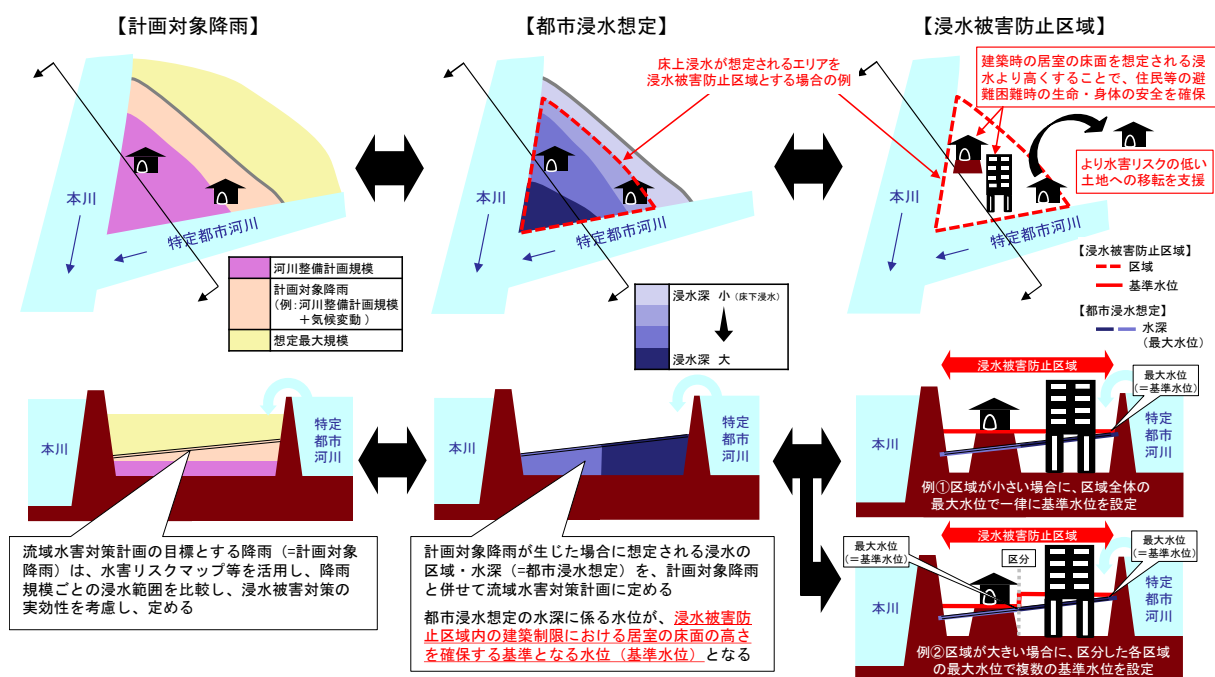 【計画対象降雨】
本川
特定都市河川
河川整備計画規模
計画対象降雨
(例:河川整備計画規模
＋気候変動)
想定最大規模
【都市浸水想定】
床上浸水が想定されるエリアを
浸水被害防止区域とする場合の例
本川
特定都市河川
浸水深 小 (床下浸水)
浸水深 大
【浸水被害防止区域】
建築時の居室の床面を想定される浸
水より高くすることで、住民等の避
難困難時の生命・身体の安全を確保
より水害リスクの低い
土地への移転を支援
本川
特定都市河川
【浸水被害防止区域】
区域
基準水位
【都市浸水想定】
水深
(最大水位)
本川
特定
都市
河川
流域水害対策計画の目標とする降雨（=計画対象
降雨）は、水害リスクマップ等を活用し、降雨
規模ごとの浸水範囲を比較し、浸水被害対策の
実効性を考慮し、定める
本川
特定
都市
河川
計画対象降雨が生じた場合に想定される浸水の
区域・水深（=都市浸水想定）を、計画対象降雨
と併せて流域水害対策計画に定める
都市浸水想定の水深に係る水位が、浸水被害防
止区域内の建築制限における居室の床面の高さ
を確保する基準となる水位（基準水位）となる
浸水被害防止区域
最大水位
(＝基準水位)
本川
特定
都市
河川
例①区域が小さい場合に、区域全体の
最大水位で一律に基準水位を設定
浸水被害防止区域
最大水位
(＝基準水位)
区分
最大水位
(＝基準水位)
本川
特定
都市
河川
例②区域が大きい場合に、区分した各区域
の最大水位で複数の基準水位を設定